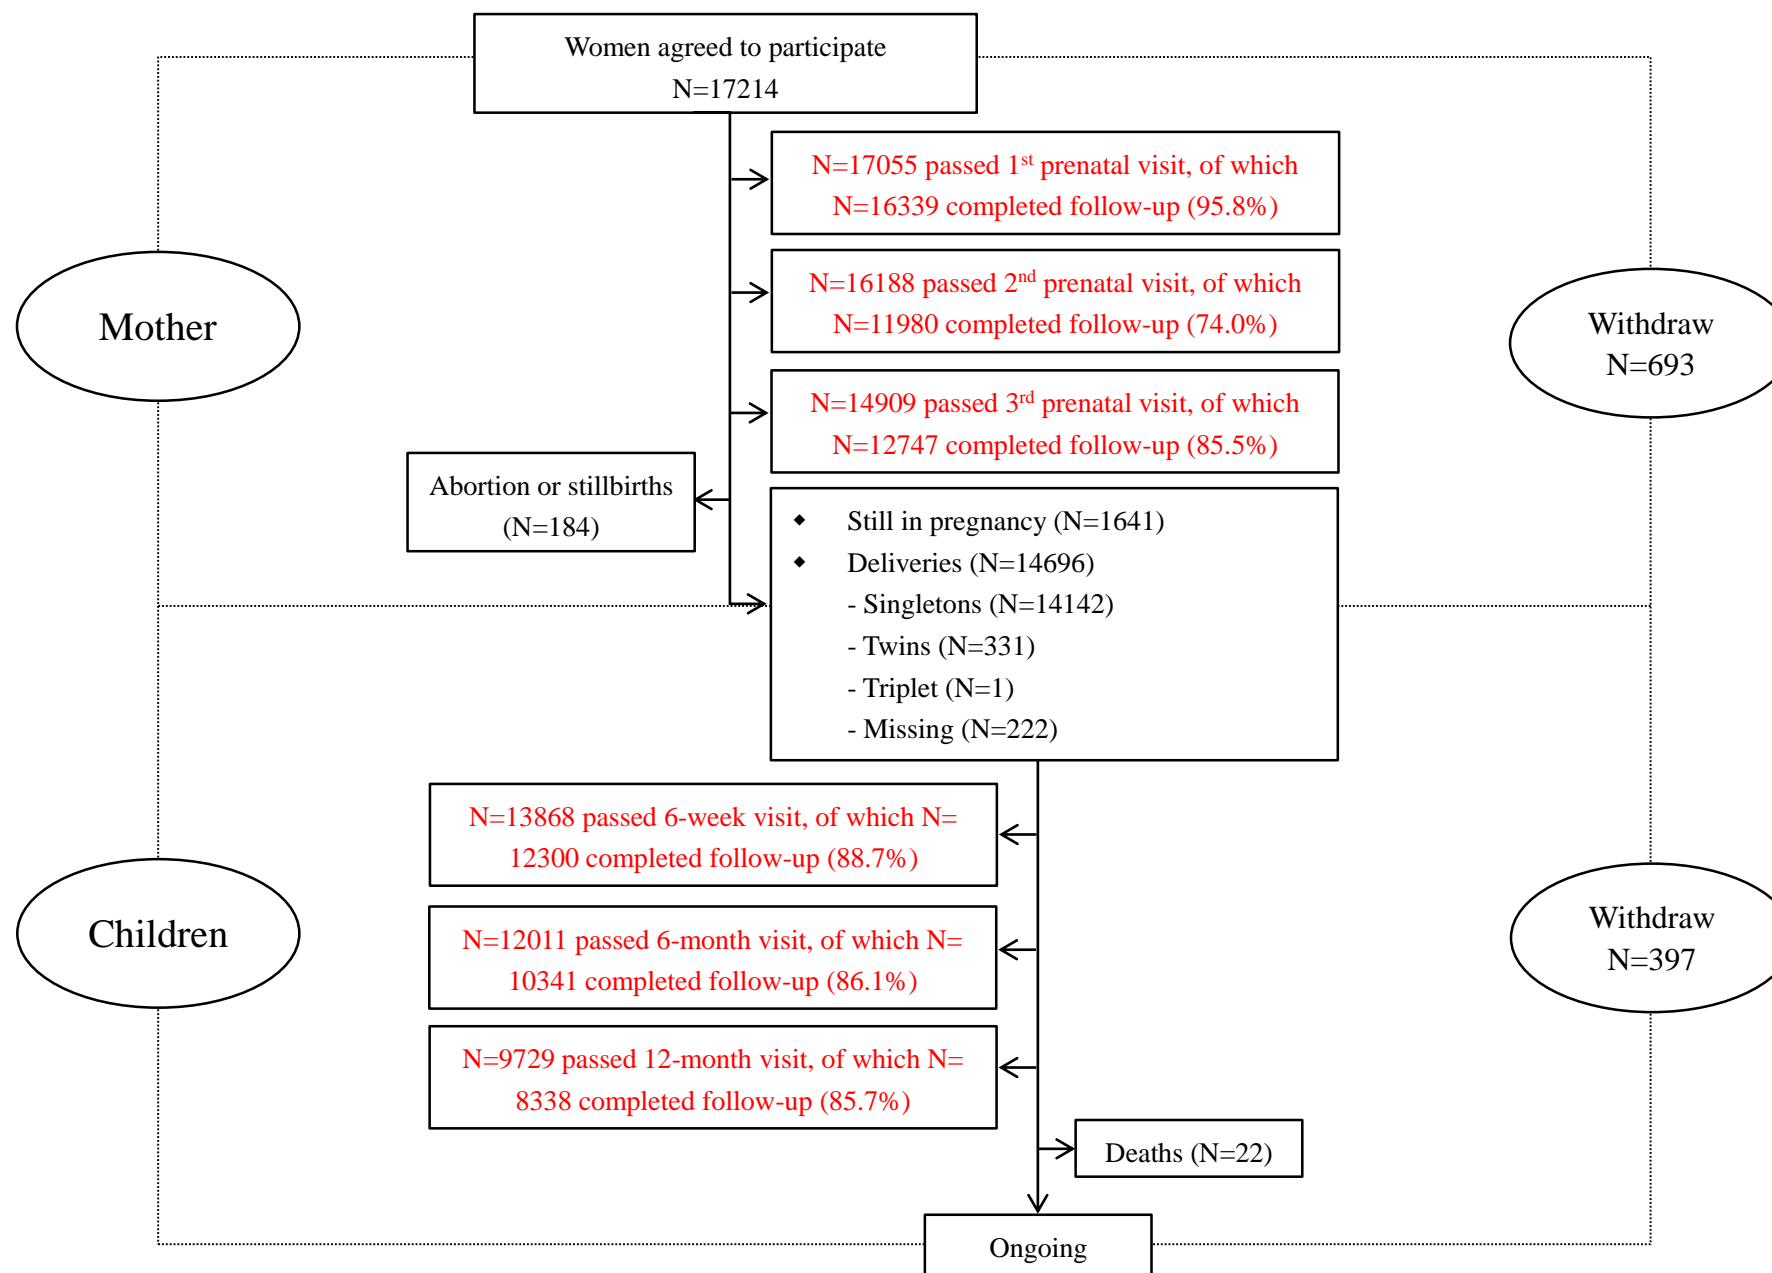 Women agreed to participate
N=17214
N=17055 passed 1st prenatal visit, of which
N=16339 completed follow-up (95.8%)
N=16188 passed 2nd prenatal visit, of which
N=11980 completed follow-up (74.0%)
Mother
Withdraw
N=693
N=14909 passed 3rd prenatal visit, of which
N=12747 completed follow-up (85.5%)
Abortion or stillbirths
(N=184)
◆ Still in pregnancy (N=1641)
◆ Deliveries (N=14696)
- Singletons (N=14142)
- Twins (N=331)
- Triplet (N=1)
- Missing (N=222)
N=13868 passed 6-week visit, of which N=
12300 completed follow-up (88.7%)
Children
Withdraw
N=397
N=12011 passed 6-month visit, of which N=
10341 completed follow-up (86.1%)
N=9729 passed 12-month visit, of which N=
8338 completed follow-up (85.7%)
Deaths (N=22)
Ongoing